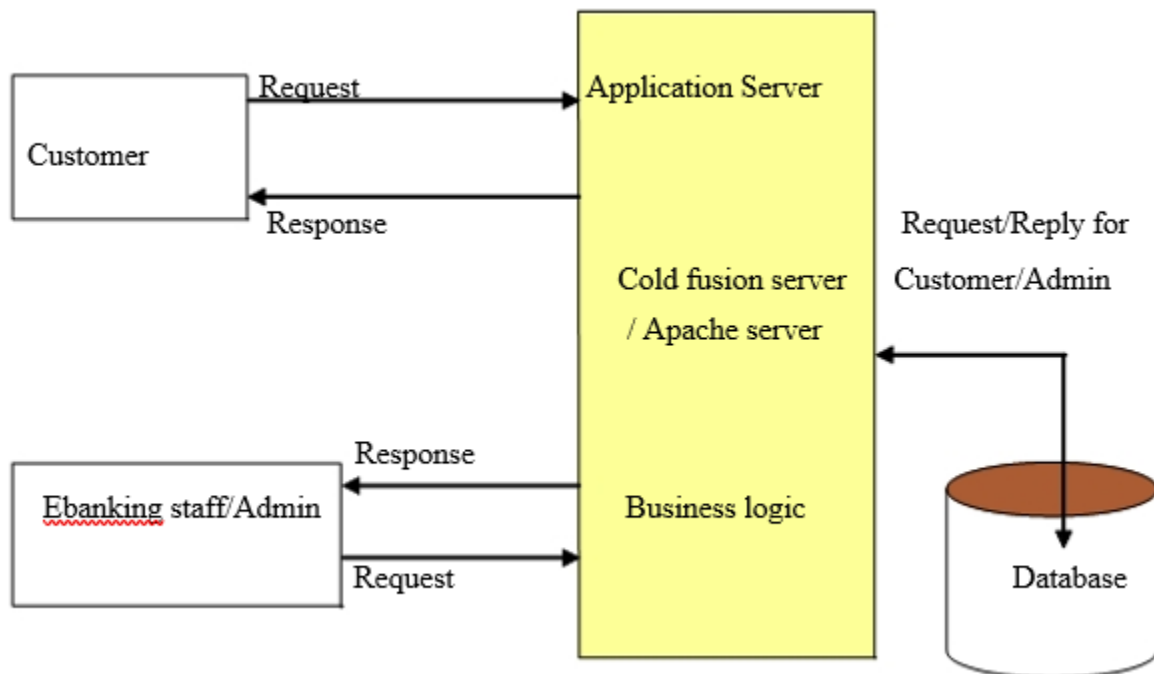 Request
Application Server
Customer
Response
Request/Reply for
Customer/Admin
Cold fusion server
/ Apache server
Response
Ebanking staff/Admin
Business logic
Request
Database